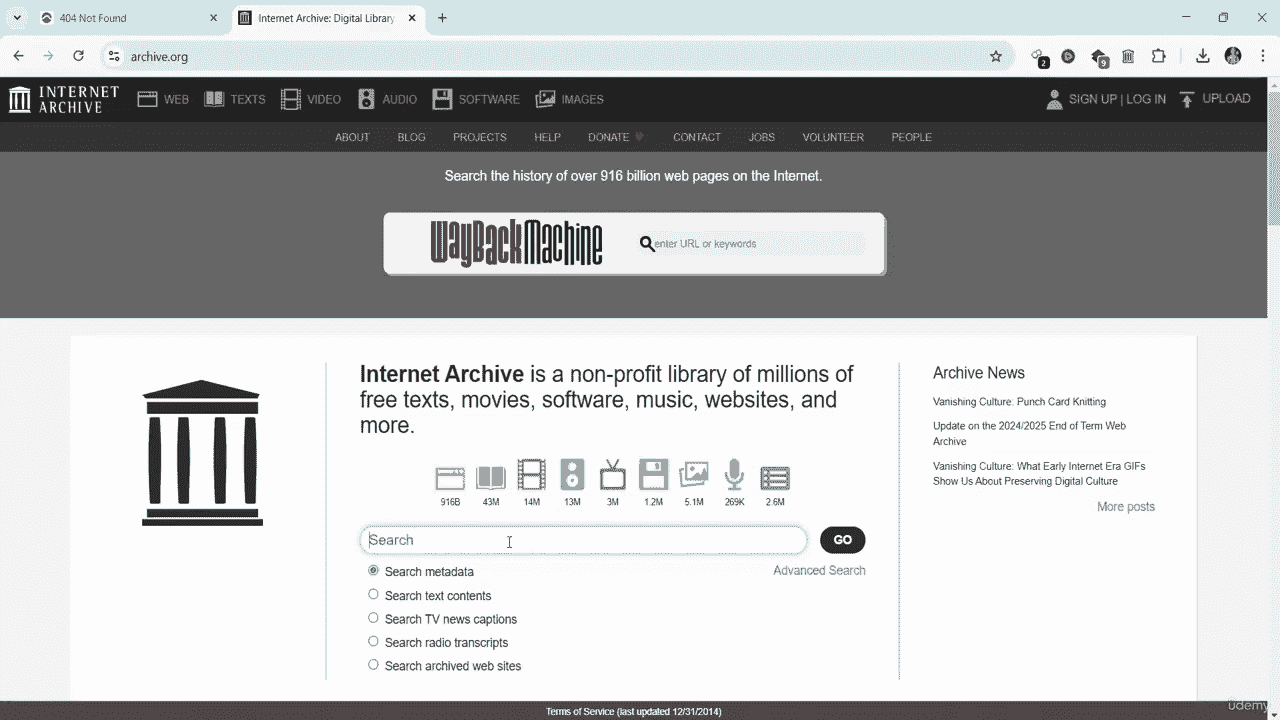 404 Not Found
Internet Archive: Digital Library
archive.org
2
9
INTERNET
ARCHIVE
WEB
TEXTS
VIDEO
AUDIO
SOFTWARE
IMAGES
SIGN UP | LOG IN
UPLOAD
ABOUT
BLOG
PROJECTS
HELP
DONATE
CONTACT
JOBS
VOLUNTEER
PEOPLE
Search the history of over 916 billion web pages on the Internet.
WayBackMachine
enter URL or keywords
Internet Archive is a non-profit library of millions of
free texts, movies, software, music, websites, and
more.
916B
43M
14M
13M
3M
1.2M
5.1M
269K
2.6M
Search
GO
Advanced Search
Search metadata
Search text contents
Search TV news captions
Search radio transcripts
Search archived web sites
Archive News
Vanishing Culture: Punch Card Knitting
Update on the 2024/2025 End of Term Web
Archive
Vanishing Culture: What Early Internet Era GIFs
Show Us About Preserving Digital Culture
More posts
Terms of Service (last updated 12/31/2014)
udemy